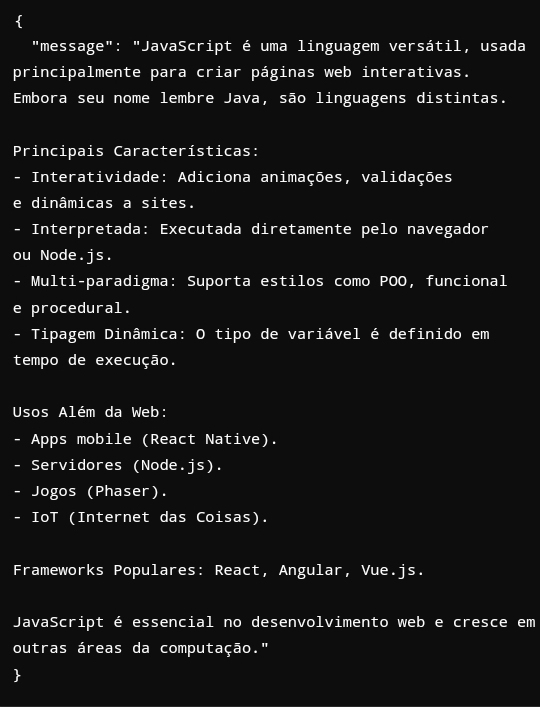 {
"message": "JavaScript é uma linguagem versátil, usada
principalmente para criar páginas web interativas.
Embora seu nome lembre Java, são linguagens distintas.
Principais Características:
- Interatividade: Adiciona animações, validações
e dinâmicas a sites.
- Interpretada: Executada diretamente pelo navegador
ou Node.js.
- Multi-paradigma: Suporta estilos como POO, funcional
e procedural.
- Tipagem Dinâmica: O tipo de variável é definido em
tempo de execução.
Usos Além da Web:
- Apps mobile (React Native).
- Servidores (Node.js).
- Jogos (Phaser).
- IoT (Internet das Coisas).
Frameworks Populares: React, Angular, Vue.js.
JavaScript é essencial no desenvolvimento web e cresce em
outras áreas da computação."
}